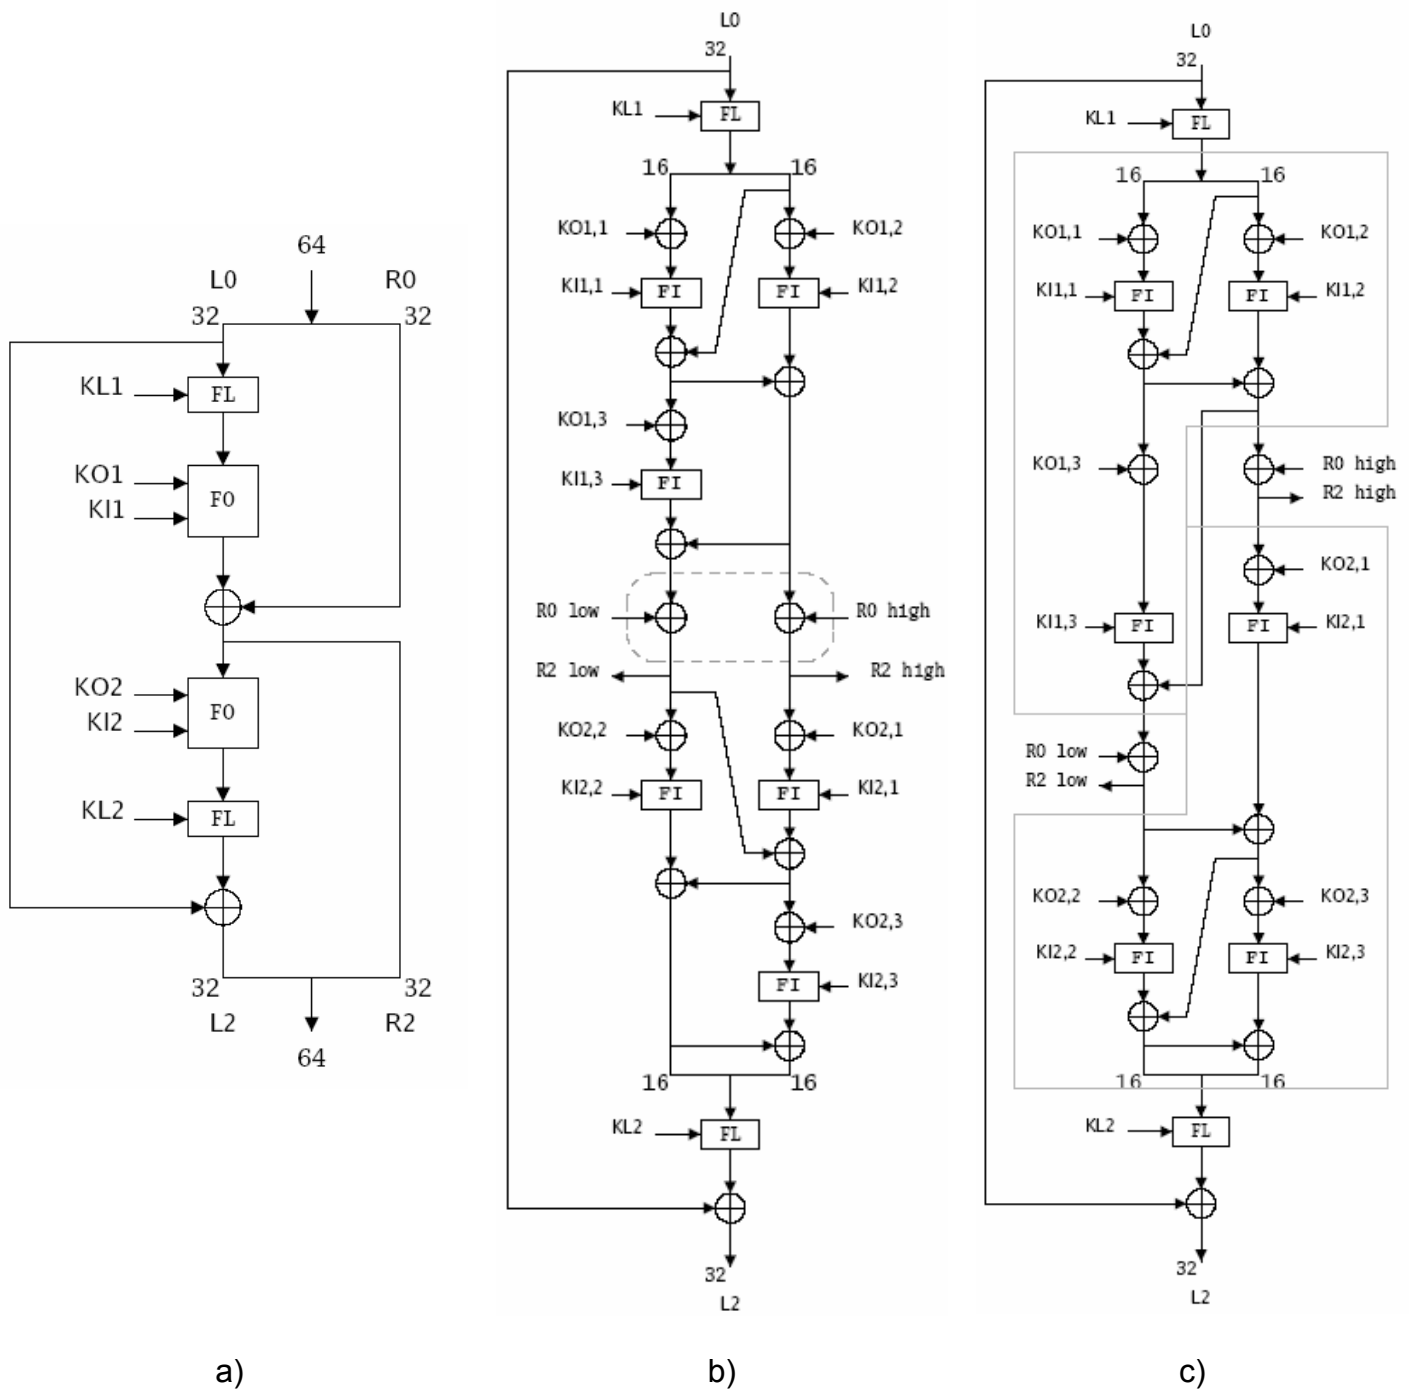 64
L0 R0
32 32
KL1 FL
KO1
KI1 FO
KO2
KI2 FO
KL2 FL
32 32
L2 R2
64
a)
L0
32
KL1 FL
16 16
KO1,1 KO1,2
KI1,1 FI FI KI1,2
KO1,3
KI1,3 FI
R0 low R0 high
R2 low R2 high
KO2,2 KO2,1
KI2,2 FI FI KI2,1
KO2,3
FI KI2,3
16 16
KL2 FL
32
L2
b)
L0
32
KL1 FL
16 16
KO1,1 KO1,2
KI1,1 FI FI KI1,2
KO1,3 R0 high
R2 high
KO2,1
KI1,3 FI FI KI2,1
R0 low
R2 low
KO2,2 KO2,3
KI2,2 FI FI KI2,3
16 16
KL2 FL
32
L2
c)